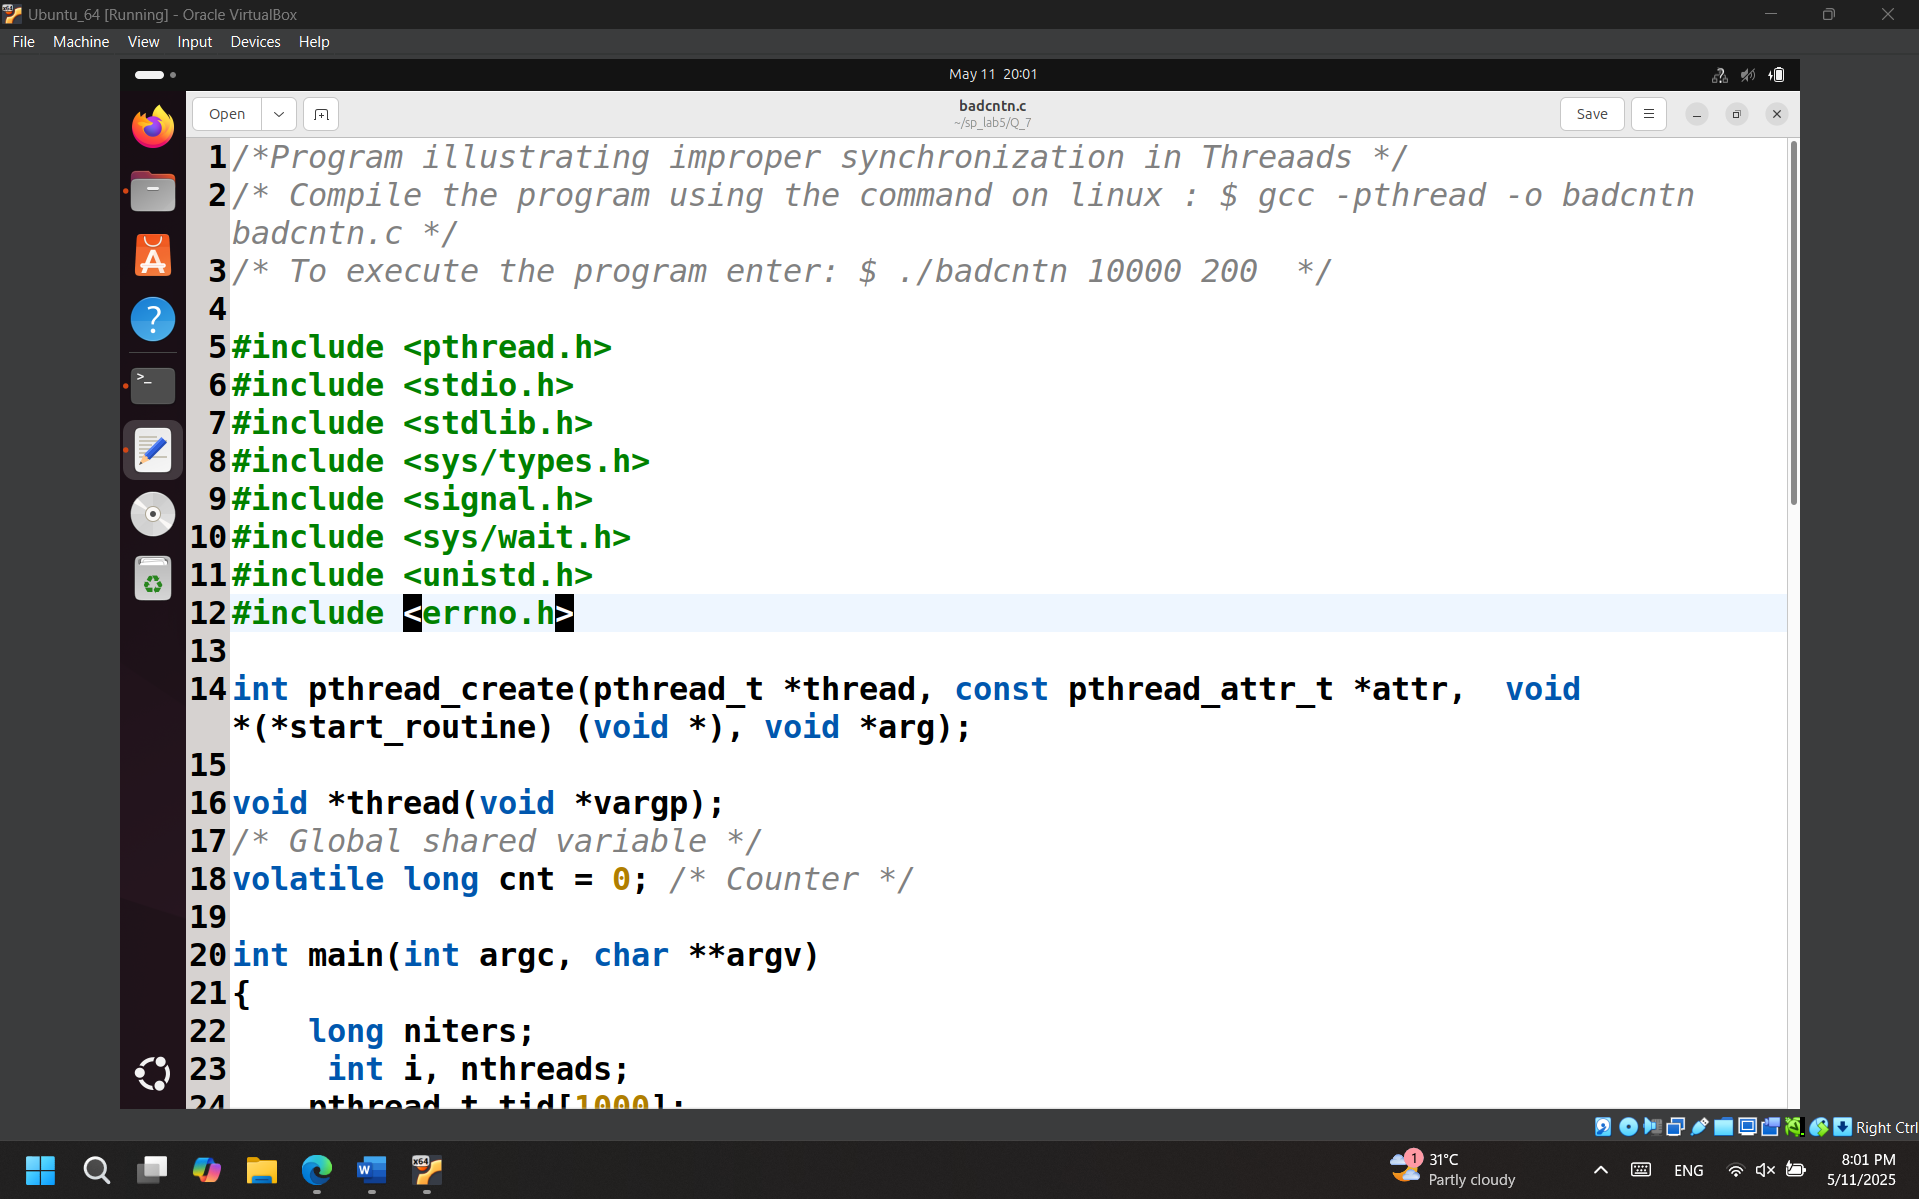 Ubuntu_64 [Running] - Oracle VirtualBox
File Machine View Input Devices Help
May 11 20:01
Open
badcntn.c
~/sp_lab5/Q_7
Save
1 /*Program illustrating improper synchronization in Threaads */
2 /* Compile the program using the command on linux : $ gcc -pthread -o badcntn
badcntn.c */
3 /* To execute the program enter: $ ./badcntn 10000 200  */
4
5 #include <pthread.h>
6 #include <stdio.h>
7 #include <stdlib.h>
8 #include <sys/types.h>
9 #include <signal.h>
10 #include <sys/wait.h>
11 #include <unistd.h>
12 #include <errno.h>
13
14 int pthread_create(pthread_t *thread, const pthread_attr_t *attr,  void
*(*start_routine) (void *), void *arg);
15
16 void *thread(void *vargp);
17 /* Global shared variable */
18 volatile long cnt = 0; /* Counter */
19
20 int main(int argc, char **argv)
21 {
22     long niters;
23      int i, nthreads;
24     pthread_t tid[1000];
Right Ctrl
1
31°C
Partly cloudy
ENG
8:01 PM
5/11/2025